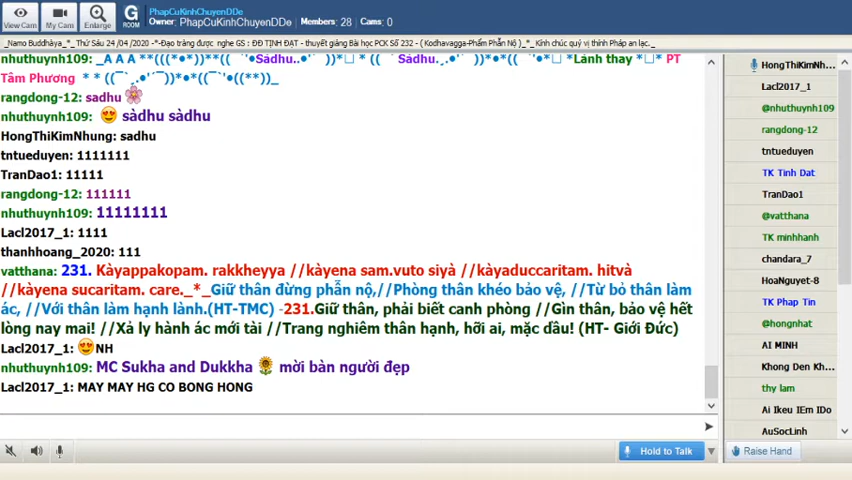 View Cam
My Cam
Enlarge
G
ROOM
PhapCuKinhChuyenDDe
Owner: PhapCuKinhChuyenDDe | Members: 28 | Cams: 0
_Namo Buddhàya_*_ Thứ Sáu 24 /04 /2020 -*-Đạo tràng được nghe GS : ĐĐ TỊNH ĐẠT - thuyết giảng Bài học PCK Số 232 - ( Kodhavagga-Phẩm Phẫn Nộ )_*_ Kính chúc quý vị thính Pháp an lạc._
nhuthuynh109: _A A A **(((•*)**((¨`'•Sàdhu..•'´¨)*•* * ((¨`Sàdhu.¸.•'´¨))*•*Lành thay *
PT Tâm Phương
rangdong-12: sadhu
nhuthuynh109: 😍 sàdhu sàdhu
HongThiKimNhung: sadhu
tntueduyen: 1111111
TranDao1: 11111
rangdong-12: 111111
nhuthuynh109: 11111111
Lacl2017_1: 1111
thanhhoang_2020: 111
vatthana: 231. Kàyappakopam. rakkheyya //kàyena sam.vuto siyà //kàyaduccaritam. hitvà
//kàyena sucaritam. care._*_Giữ thân đừng phẫn nộ,//Phòng thân khéo bảo vệ, //Từ bỏ thân làm
ác, //Với thân làm hạnh lành.(HT-TMC) -231.Giữ thân, phải biết canh phòng //Gìn thân, bảo vệ hết
lòng nay mai! //Xả ly hành ác mới tài //Trang nghiêm thân hạnh, hỡi ai, mặc dầu! (HT- Giới Đức)
Lacl2017_1: 😍NH
nhuthuynh109: MC Sukha and Dukkha 🌻 mời bàn người đẹp
Lacl2017_1: MAY MAY HG CO BONG HONG
Hold to Talk
Raise Hand
HongThiKimNh...
Lacl2017_1
@nhuthuynh109
rangdong-12
tntueduyen
TK Tinh Dat
TranDao1
@vatthana
TK minhhanh
chandara_7
HoaNguyet-8
TK Phap Tin
@hongnhat
AI MINH
Khong Den Kh...
thy lam
Ai Ikeu IEm IDo
AuSocLinh